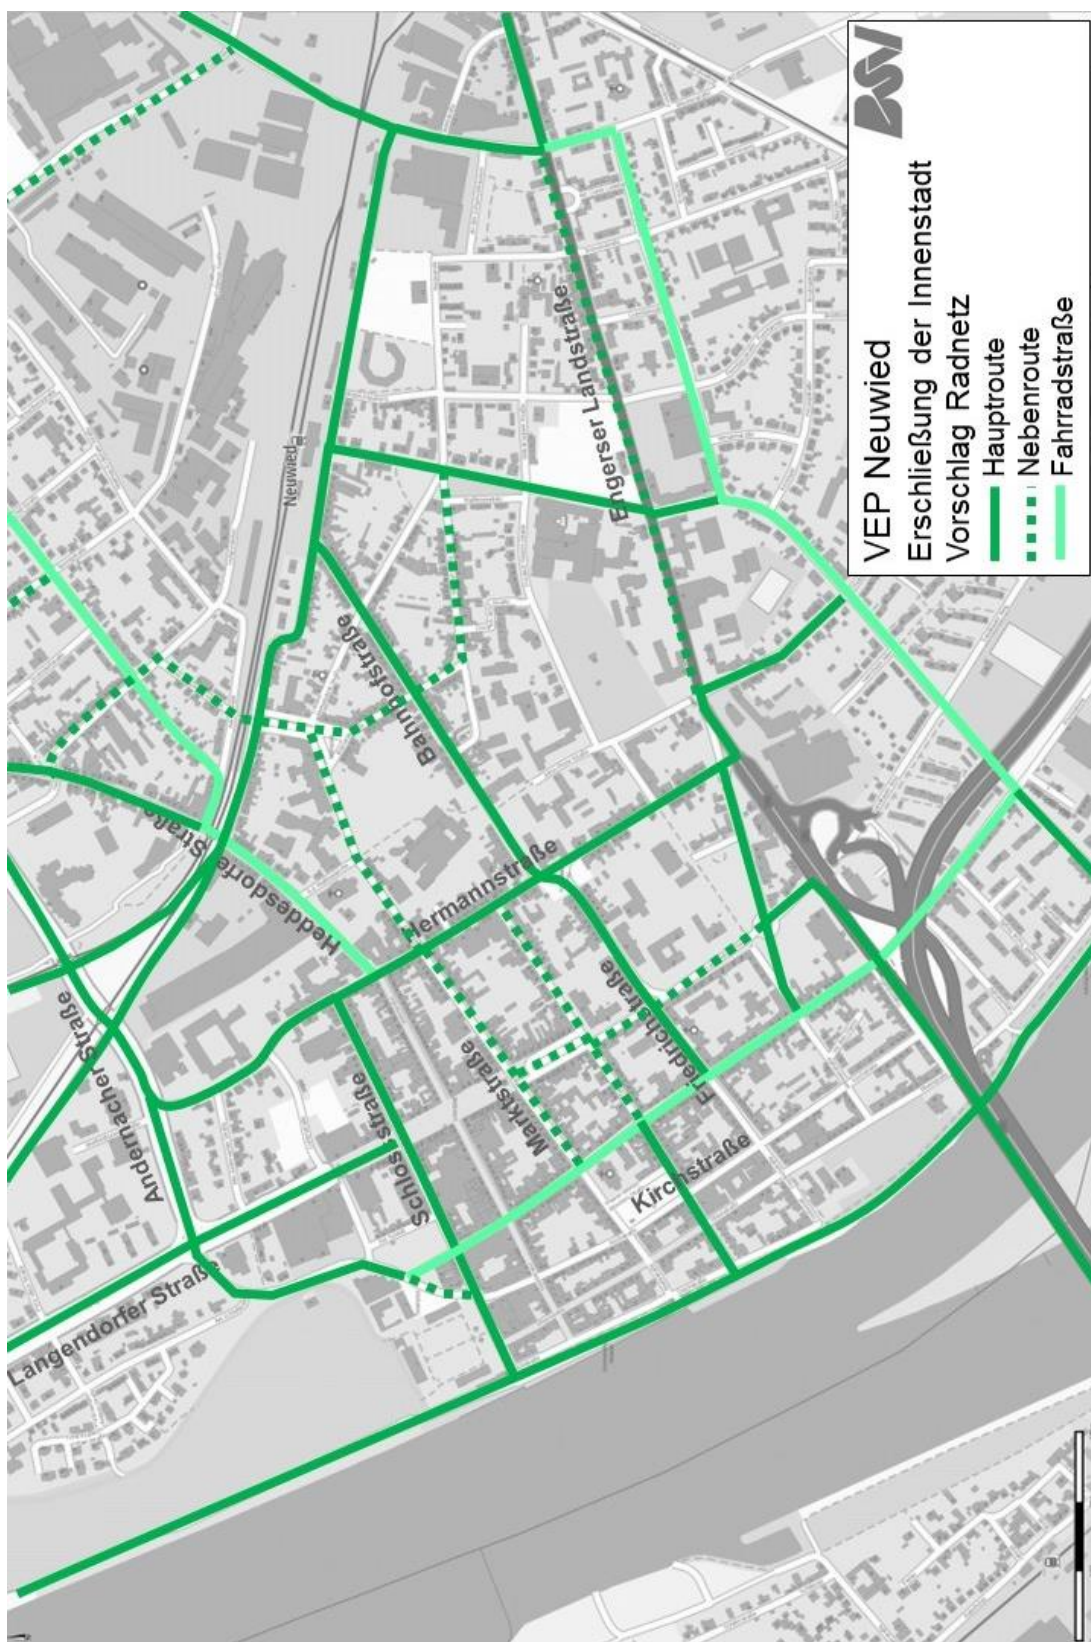 VEP Neuwied
Erschließung der Innenstadt
Vorschlag Radnetz
Hauptroute
Nebenroute
Fahrradstraße
BSV
Neuwied
Engerser Landstraße
Bahnhofstraße
Heddesdorfer Straße
Hermannstraße
Friedrichstraße
Marktstraße
Schlossstraße
Kirchstraße
Andernacher Straße
Langendorfer Straße